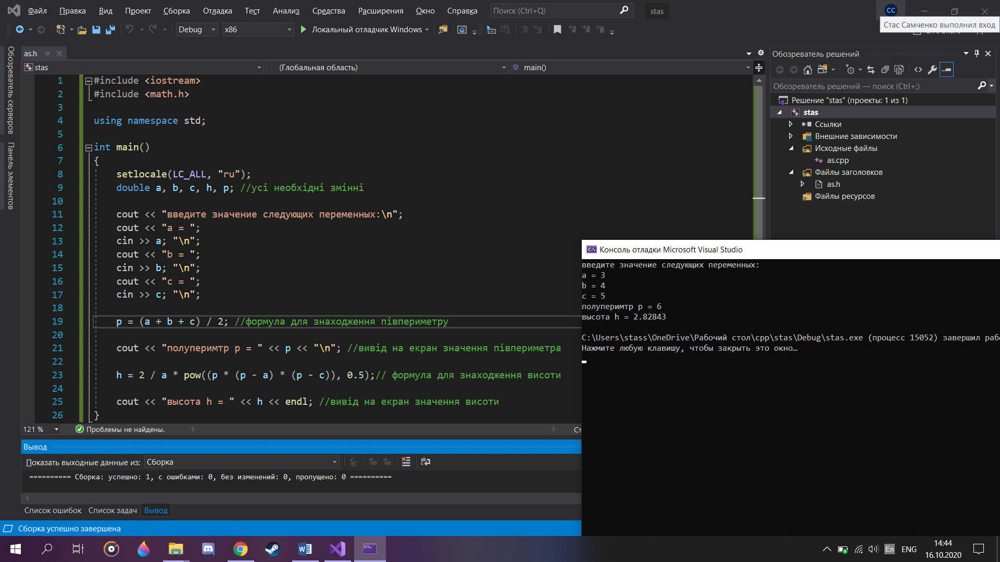 Файл Правка Вид Проект Сборка Отладка Тест Анализ Средства Расширения Окно Справка Поиск (Ctrl+Q) stas CC
Стас Самченко выполнил вход
Debug x86 Локальный отладчик Windows
Обозреватель серверов
Панель элементов
as.h
stas (Глобальная область) main()
1 #include <iostream>
2 #include <math.h>
3
4 using namespace std;
5
6 int main()
7 {
8 setlocale(LC_ALL, "ru");
9 double a, b, c, h, p; //усі необхідні змінні
10
11 cout << "введите значение следующих переменных:\n";
12 cout << "a = ";
13 cin >> a; "\n";
14 cout << "b = ";
15 cin >> b; "\n";
16 cout << "c = ";
17 cin >> c; "\n";
18
19 p = (a + b + c) / 2; //формула для знаходження півпериметру
20
21 cout << "полуперимтр p = " << p << "\n"; //вивід на екран значення півпериметра
22
23 h = 2 / a * pow((p * (p - a) * (p - c)), 0.5);// формула для знаходження висоти
24
25 cout << "высота h = " << h << endl; //вивід на екран значення висоти
26 }
121 % Проблемы не найдены.
Вывод
Показать выходные данные из: Сборка
========== Сборка: успешно: 1, с ошибками: 0, без изменений: 0, пропущено: 0 ==========
Список ошибок Список задач Вывод
Сборка успешно завершена
Обозреватель решений
Обозреватель решений — поиск (Ctrl+;)
Решение "stas" (проекты: 1 из 1)
stas
Ссылки
Внешние зависимости
Исходные файлы
as.cpp
Файлы заголовков
as.h
Файлы ресурсов
Консоль отладки Microsoft Visual Studio
введите значение следующих переменных:
a = 3
b = 4
c = 5
полуперимтр p = 6
высота h = 2.82843
C:\Users\stass\OneDrive\Рабочий стол\cpp\stas\Debug\stas.exe (процесс 15052) завершил
Нажмите любую клавишу, чтобы закрыть это окно…
En ENG
14:44
16.10.2020